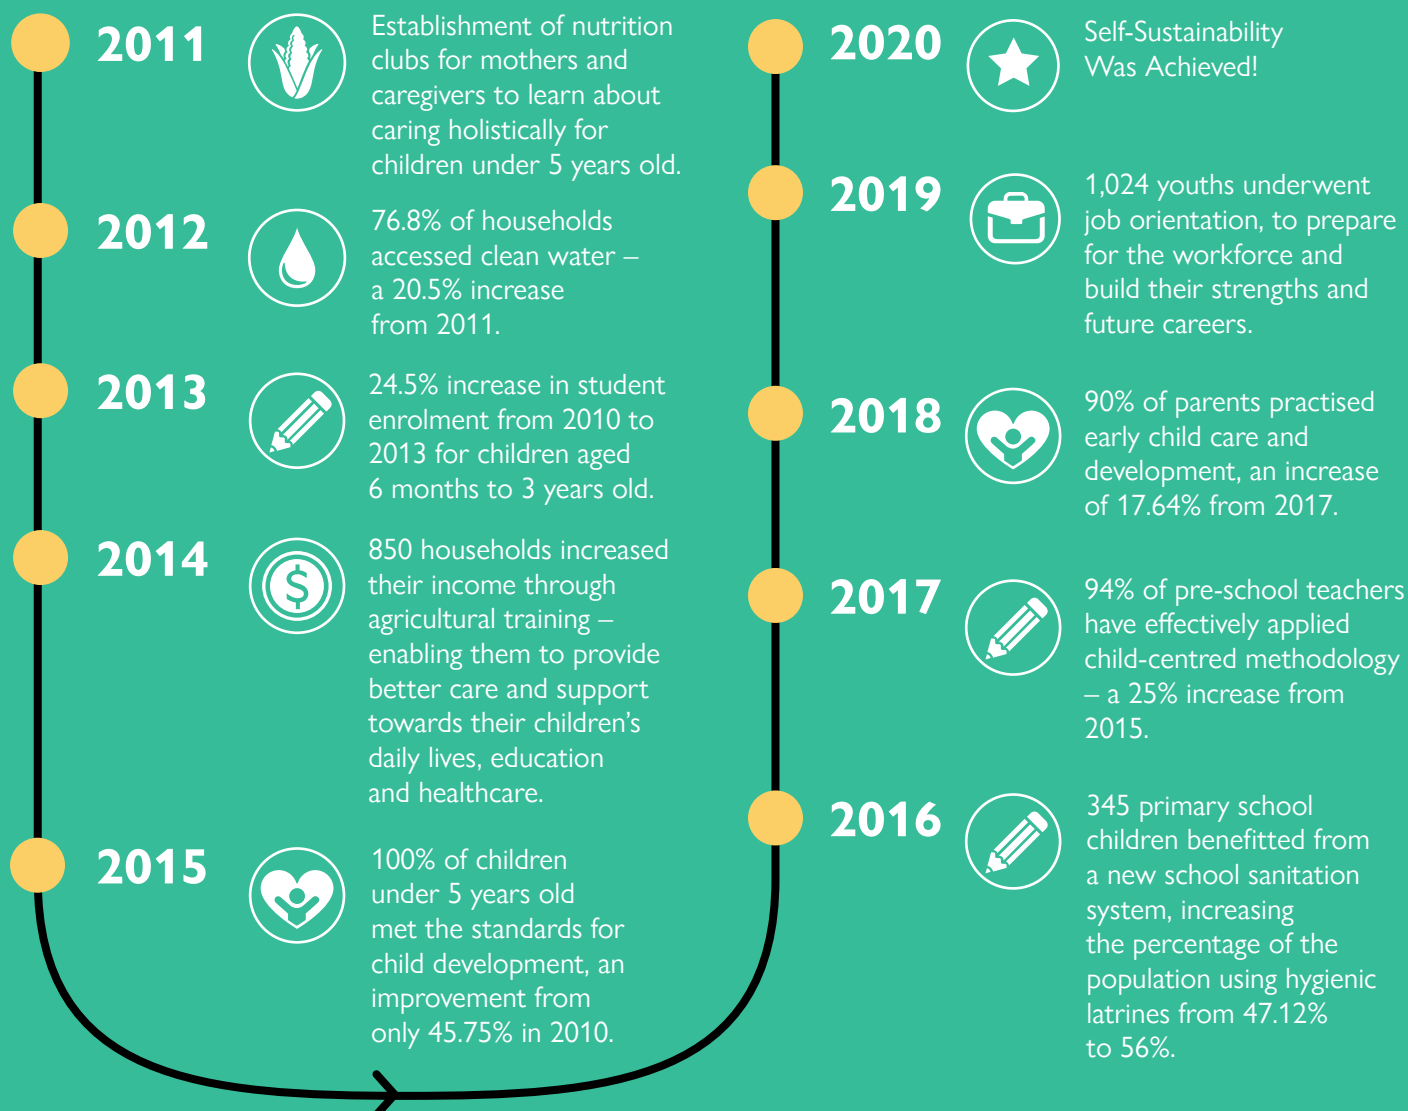 2011
Establishment of nutrition
clubs for mothers and
caregivers to learn about
caring holistically for
children under 5 years old.
2012
76.8% of households
accessed clean water –
a 20.5% increase
from 2011.
2013
24.5% increase in student
enrolment from 2010 to
2013 for children aged
6 months to 3 years old.
2014
$
850 households increased
their income through
agricultural training –
enabling them to provide
better care and support
towards their children’s
daily lives, education
and healthcare.
2015
100% of children
under 5 years old
met the standards for
child development, an
improvement from
only 45.75% in 2010.
2016
345 primary school
children benefitted from
a new school sanitation
system, increasing
the percentage of the
population using hygienic
latrines from 47.12%
to 56%.
2017
94% of pre-school teachers
have effectively applied
child-centred methodology
– a 25% increase from
2015.
2018
90% of parents practised
early child care and
development, an increase
of 17.64% from 2017.
2019
1,024 youths underwent
job orientation, to prepare
for the workforce and
build their strengths and
future careers.
2020
Self-Sustainability
Was Achieved!